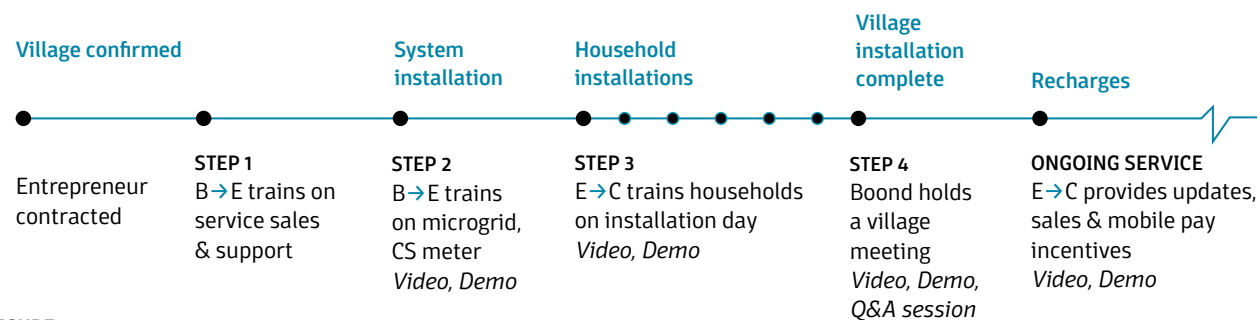 Village confirmed
System
installation
Household
installations
Village
installation
complete
Recharges
Entrepreneur
contracted
STEP 1
B→E trains on
service sales
& support
STEP 2
B→E trains
on microgrid,
CS meter
Video, Demo
STEP 3
E→C trains households
on installation day
Video, Demo
STEP 4
Boond holds
a village
meeting
Video, Demo,
Q&A session
ONGOING SERVICE
E→C provides updates,
sales & mobile pay
incentives
Video, Demo